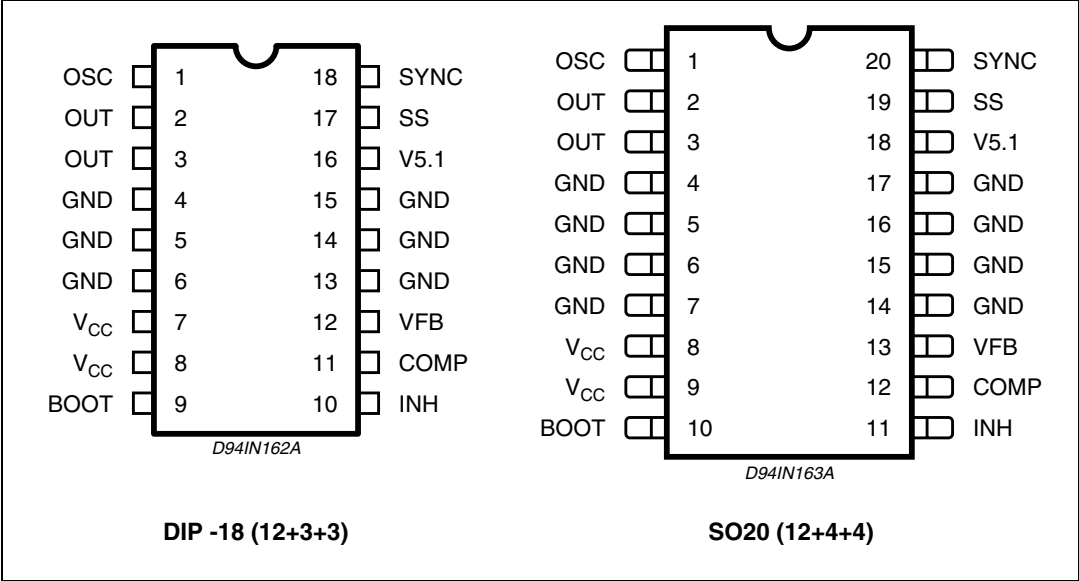 OSC 1 18 SYNC
OUT 2 17 SS
OUT 3 16 V5.1
GND 4 15 GND
GND 5 14 GND
GND 6 13 GND
VCC 7 12 VFB
VCC 8 11 COMP
BOOT 9 10 INH
D94IN162A
DIP -18 (12+3+3)
OSC 1 20 SYNC
OUT 2 19 SS
OUT 3 18 V5.1
GND 4 17 GND
GND 5 16 GND
GND 6 15 GND
GND 7 14 GND
VCC 8 13 VFB
VCC 9 12 COMP
BOOT 10 11 INH
D94IN163A
SO20 (12+4+4)